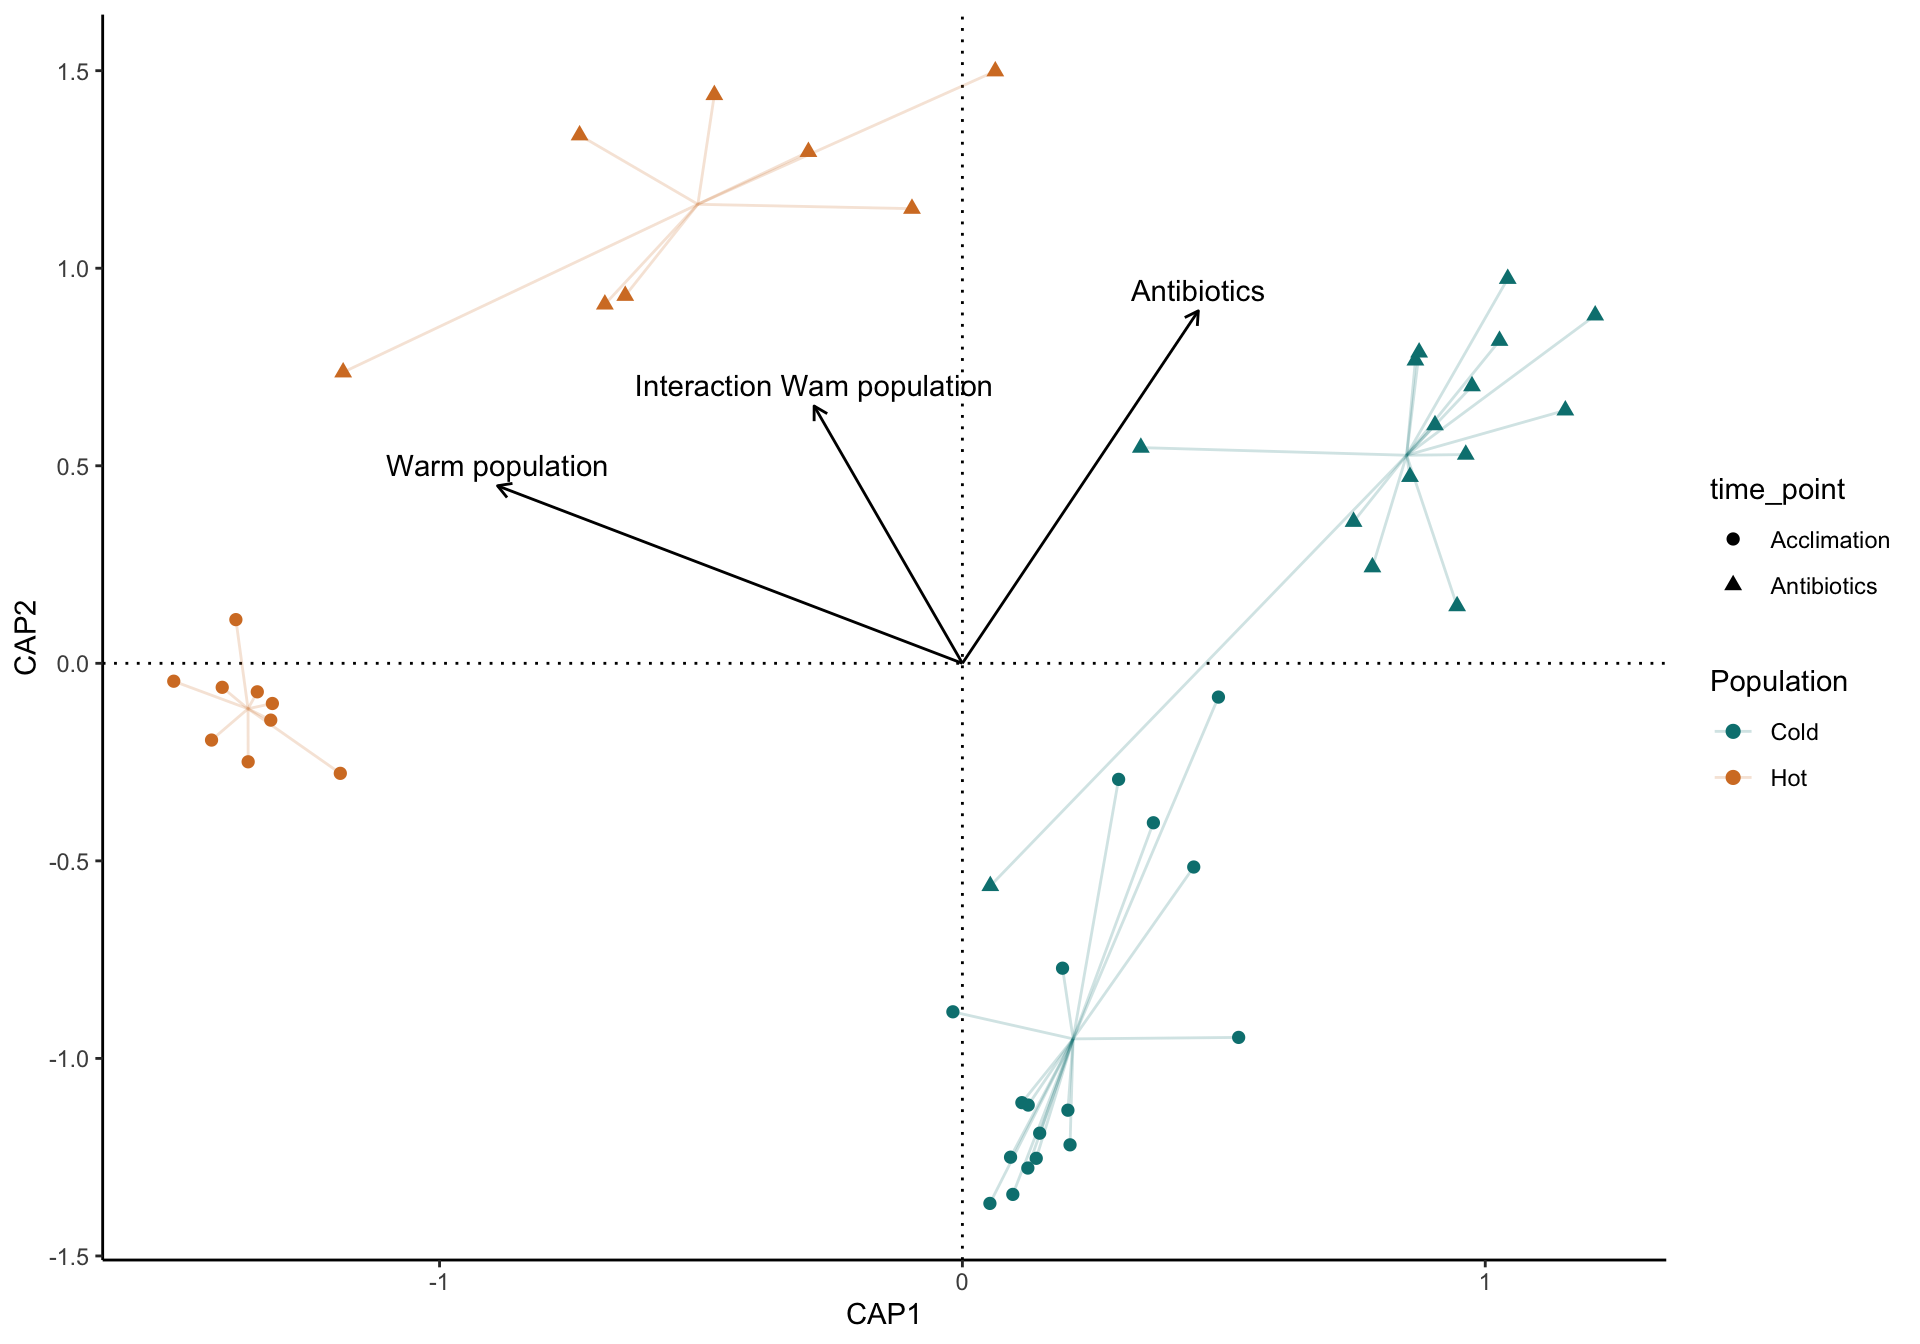 1.5
1.0
0.5
0.0
-0.5
-1.0
-1.5
CAP2
-1
0
1
CAP1
Antibiotics
Interaction Wam population
Warm population
time_point
Acclimation
Antibiotics
Population
Cold
Hot